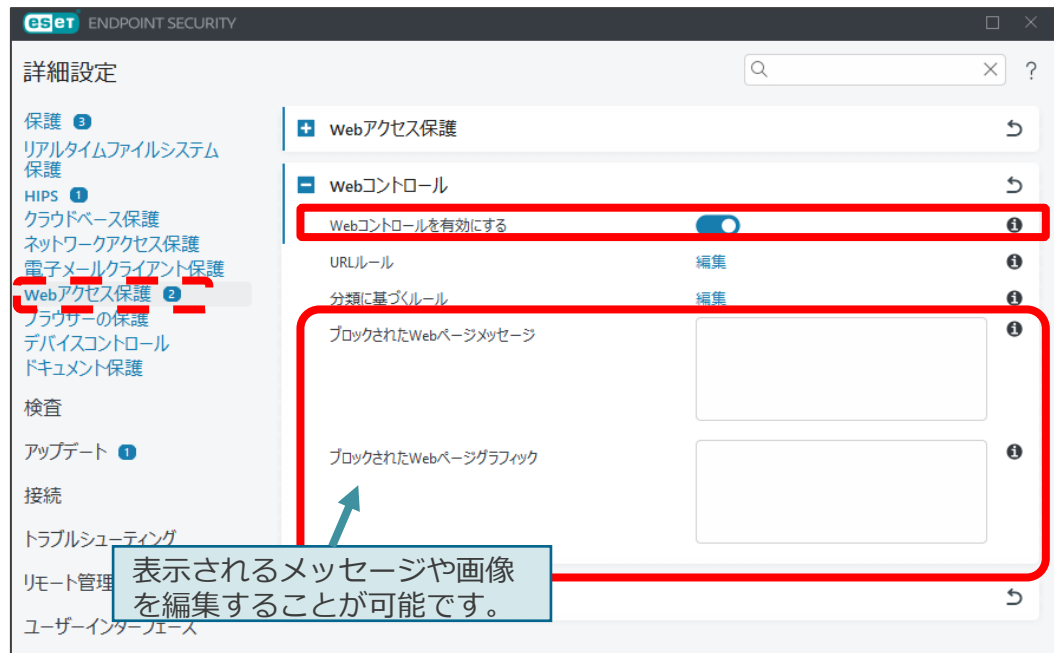 eset ENDPOINT SECURITY
詳細設定
?
保護 3
リアルタイムファイルシステム
保護
HIPS 1
クラウドベース保護
ネットワークアクセス保護
電子メールクライアント保護
Webアクセス保護 2
ブラウザーの保護
デバイスコントロール
ドキュメント保護
検査
アップデート 1
接続
トラブルシューティング
リモート管理
ユーザーインターフェース
Webアクセス保護
Webコントロール
Webコントロールを有効にする
URLルール 編集
分類に基づくルール 編集
ブロックされたWebページメッセージ
ブロックされたWebページグラフィック
表示されるメッセージや画像
を編集することが可能です。